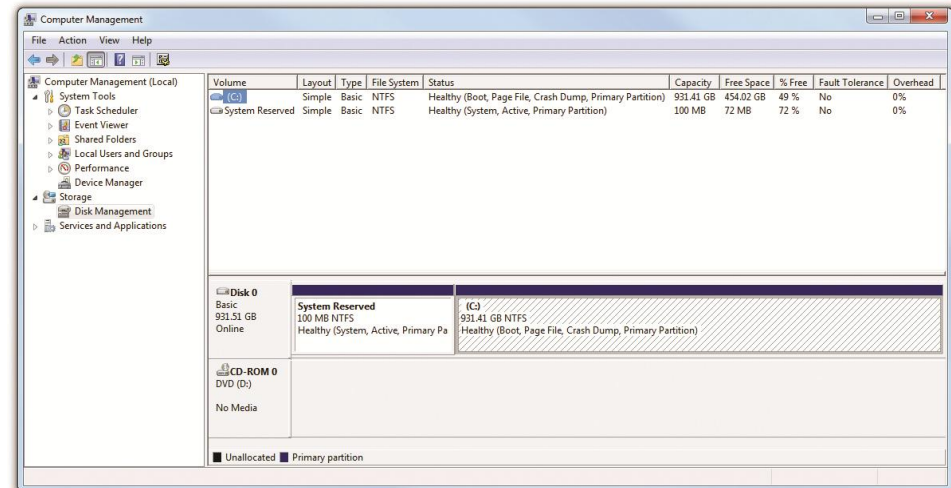 Computer Management
File Action View Help
Computer Management (Local)
System Tools
Task Scheduler
Event Viewer
Shared Folders
Local Users and Groups
Performance
Device Manager
Storage
Disk Management
Services and Applications
Volume Layout Type File System Status Capacity Free Space % Free Fault Tolerance Overhead
(C:) Simple Basic NTFS Healthy (Boot, Page File, Crash Dump, Primary Partition) 931.41 GB 454.02 GB 49 % No 0%
System Reserved Simple Basic NTFS Healthy (System, Active, Primary Partition) 100 MB 72 MB 72 % No 0%
Disk 0
Basic
931.51 GB
Online
System Reserved
100 MB NTFS
Healthy (System, Active, Primary Pa
(C:)
931.41 GB NTFS
Healthy (Boot, Page File, Crash Dump, Primary Partition)
CD-ROM 0
DVD (D:)
No Media
Unallocated Primary partition